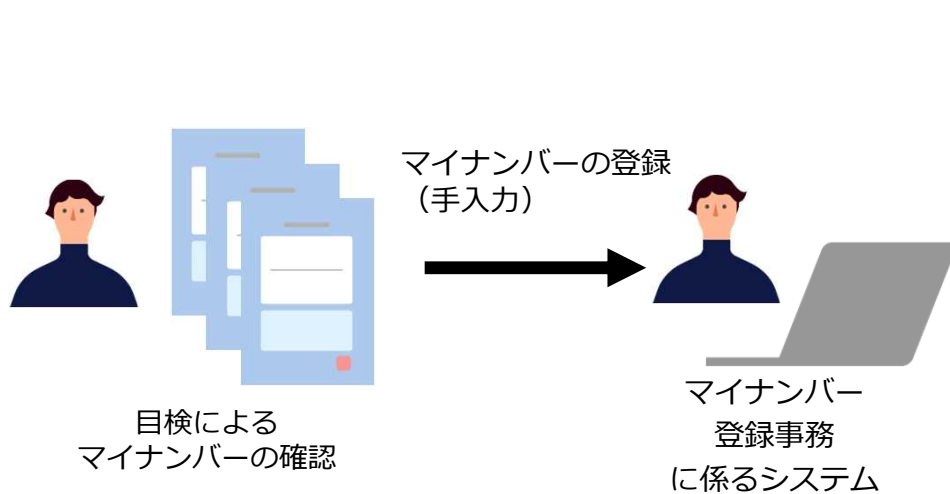 マイナンバーの登録
（手入力）
目検による
マイナンバーの確認
マイナンバー
登録事務
に係るシステム